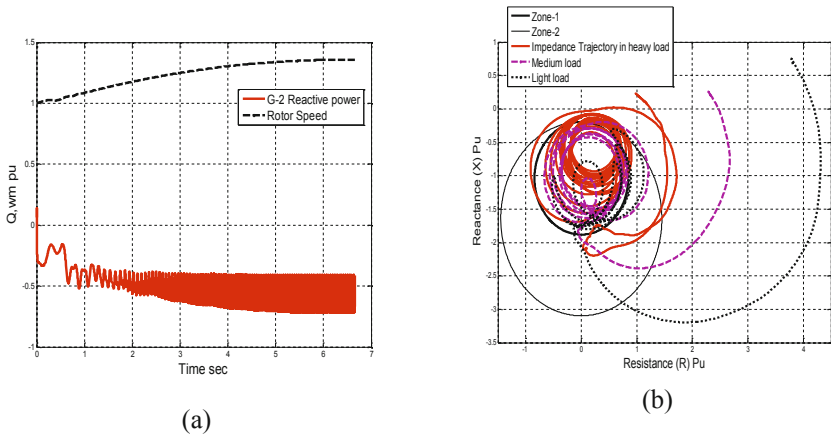 1.5
1
0.5
0
-0.5
-1
0
1
2
3
4
5
6
7
Q,wm pu
Time sec
G-2 Reactive power
Rotor Speed
(a)
Zone-1
Zone-2
Impedance Trajectory in heavy load
Medium load
Light load
1
0.5
0
-0.5
-1
-1.5
-2
-2.5
-3
-3.5
-1
0
1
2
3
4
Reactance (X) Pu
Resistance (R) Pu
(b)